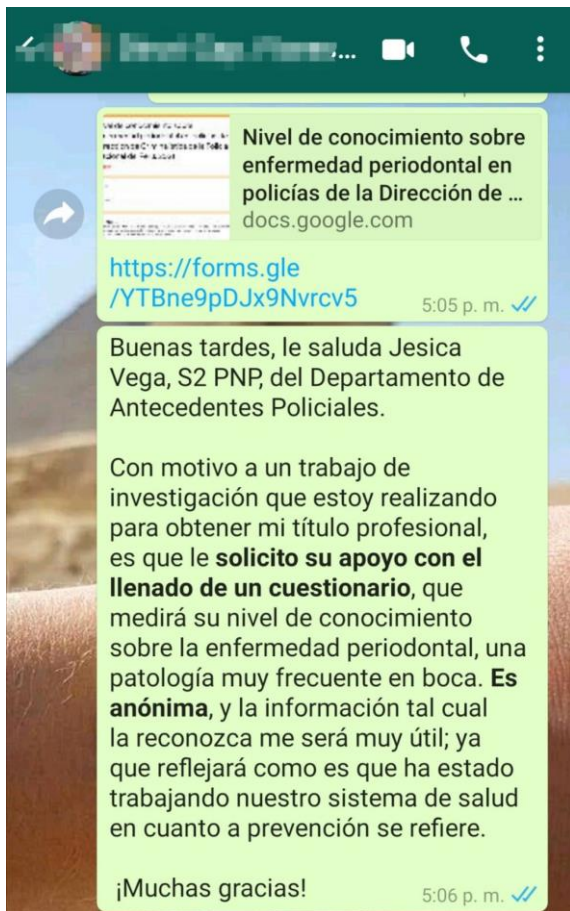 Nivel de conocimiento sobre
enfermedad periodontal en
policías de la Dirección de ...
docs.google.com
https://forms.gle
/YTBne9pDJx9Nvrcv5
5:05 p. m.
Buenas tardes, le saluda Jesica
Vega, S2 PNP, del Departamento de
Antecedentes Policiales.
Con motivo a un trabajo de
investigación que estoy realizando
para obtener mi título profesional,
es que le solicito su apoyo con el
llenado de un cuestionario, que
medirá su nivel de conocimiento
sobre la enfermedad periodontal, una
patología muy frecuente en boca. Es
anónima, y la información tal cual
la reconozca me será muy útil; ya
que reflejará como es que ha estado
trabajando nuestro sistema de salud
en cuanto a prevención se refiere.
¡Muchas gracias!
5:06 p. m.